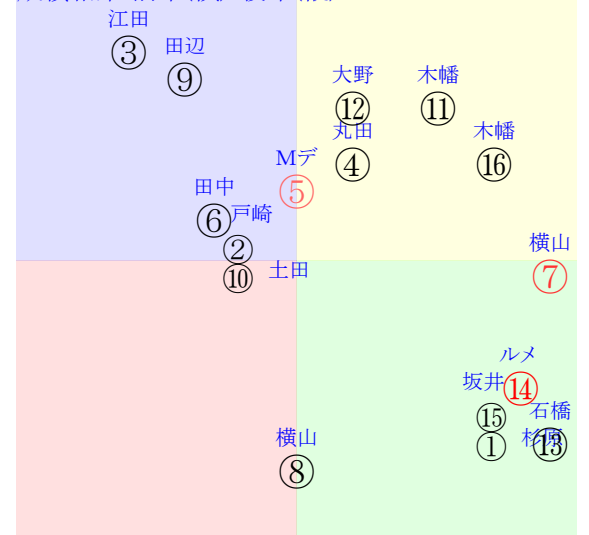 江田
③
田辺
⑨
大野
⑫
木幡
⑪
丸田
④
木幡
⑯
Mデ
⑤
田中
⑥
戸崎
②
横山
⑦
土田
⑩
ルメ
⑭
坂井
⑮
石橋
⑬
杉原
①
横山
⑧